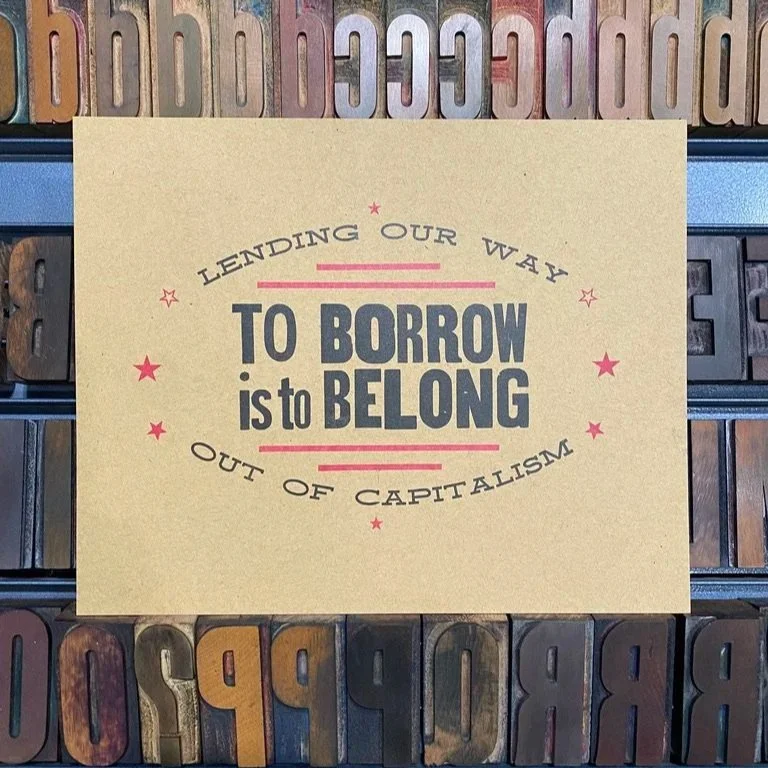 LENDING OUR WAY
TO BORROW
is to BELONG
OUT OF CAPITALISM